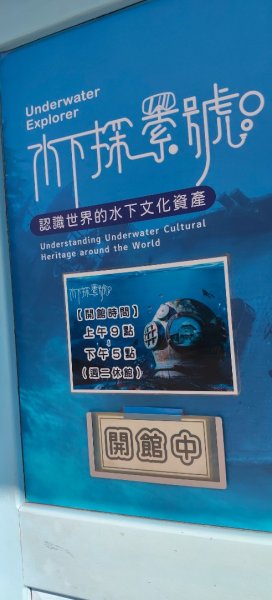 Underwater
Explorer
水下探索號
認識世界的水下文化資產
Understanding Underwater Cultural
Heritage around the World
水下探索號
【開館時間】
上午9點
~
下午5點
（週二休館）
開館中